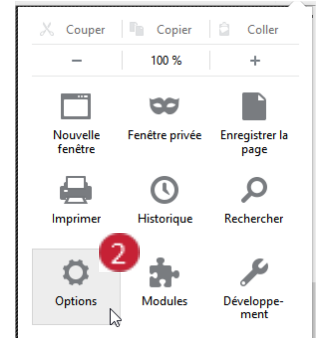 Couper Copier Coller
− 100 % +
Nouvelle fenêtre Fenêtre privée Enregistrer la page
Imprimer Historique Rechercher
2
Options Modules Développe-
ment